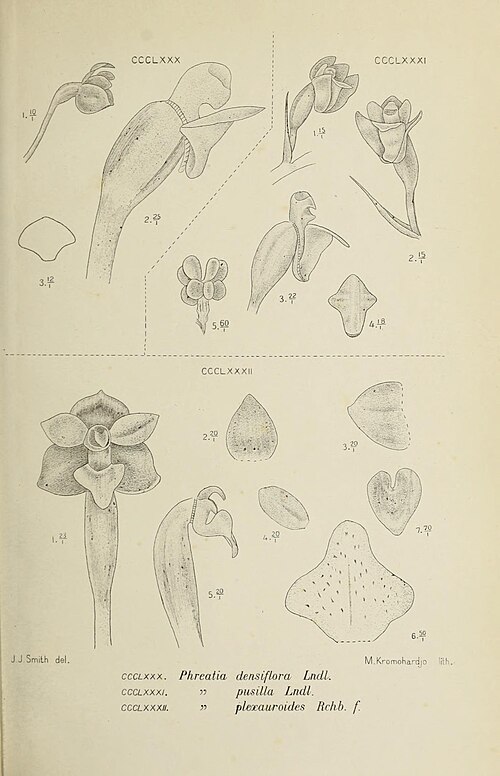 CCCLXXX
CCCLXXXI
1. 10/1
2. 25/1
3. 12/1
1. 15/1
2. 15/1
3. 22/1
4. 18/1
5. 60/1
CCCLXXXII
1. 23/1
2. 20/1
3. 20/1
4. 20/1
5. 20/1
6. 50/1
7. 70/1
J.J. Smith del.
M. Kromohardjo lith.
CCCLXXX. Phreatia densiflora Lndl.
CCCLXXXI. " pusilla Lndl.
CCCLXXXII. " plexauroides Rchb. f.